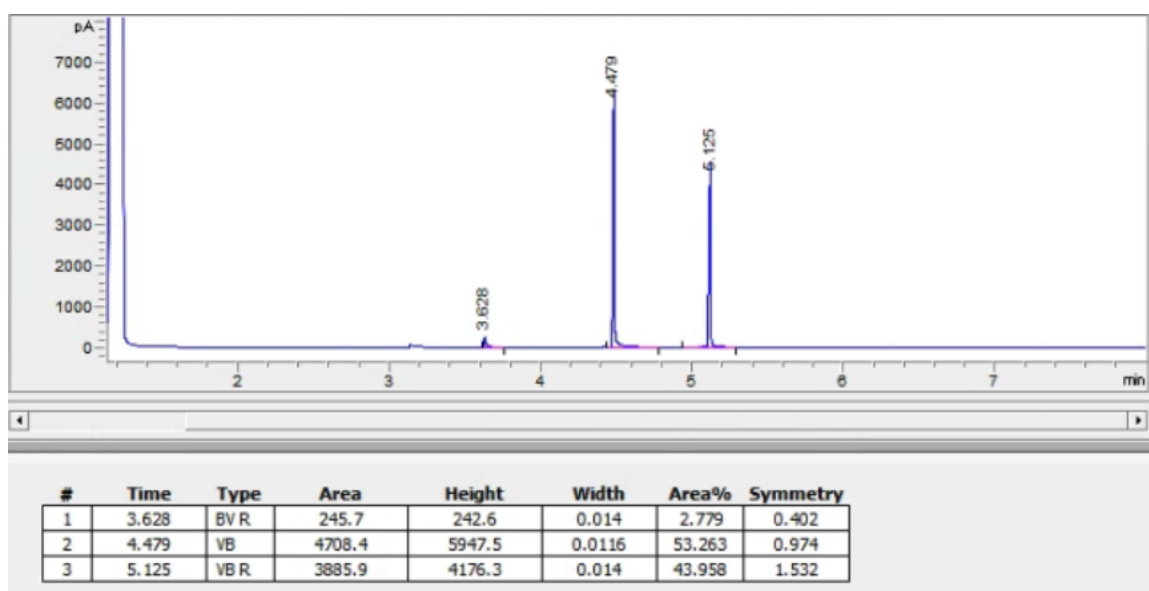 pA
7000
6000
5000
4000
3000
2000
1000
0
4.479
5.125
3.628
2 3 4 5 6 7 min
# Time Type Area Height Width Area% Symmetry
1 3.628 BV R 245.7 242.6 0.014 2.779 0.402
2 4.479 VB 4708.4 5947.5 0.0116 53.263 0.974
3 5.125 VB R 3885.9 4176.3 0.014 43.958 1.532